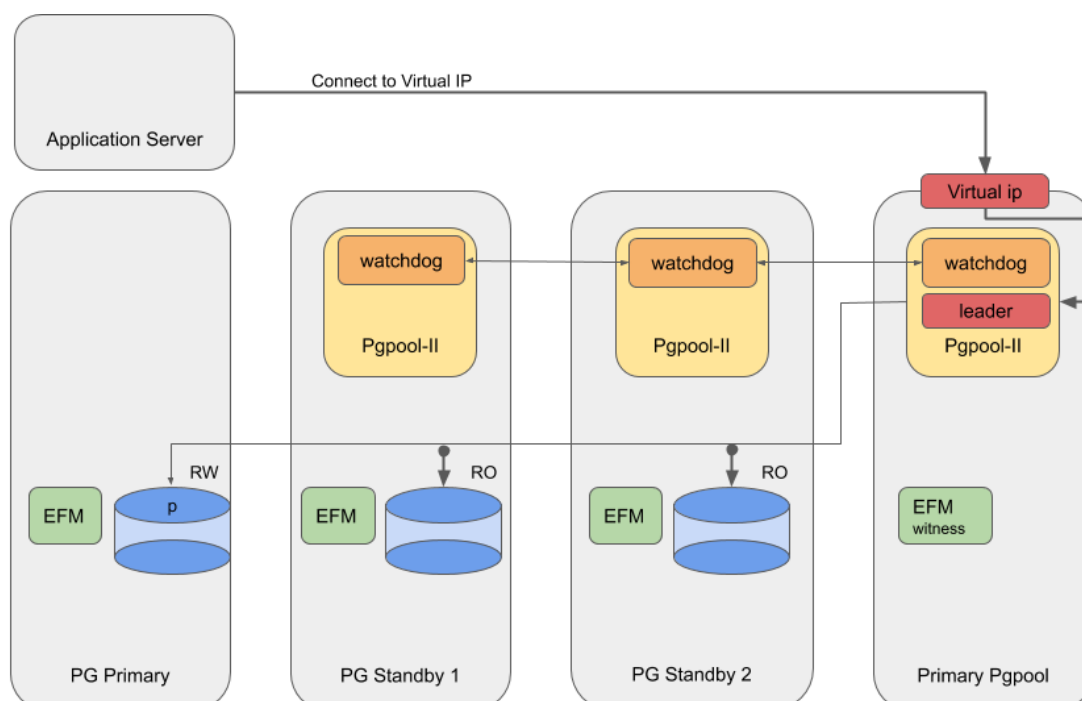 Connect to Virtual IP
Application Server
Virtual ip
watchdog
watchdog
watchdog
leader
Pgpool-II
Pgpool-II
Pgpool-II
RW
RO
RO
EFM
p
EFM
EFM
EFM
witness
PG Primary
PG Standby 1
PG Standby 2
Primary Pgpool